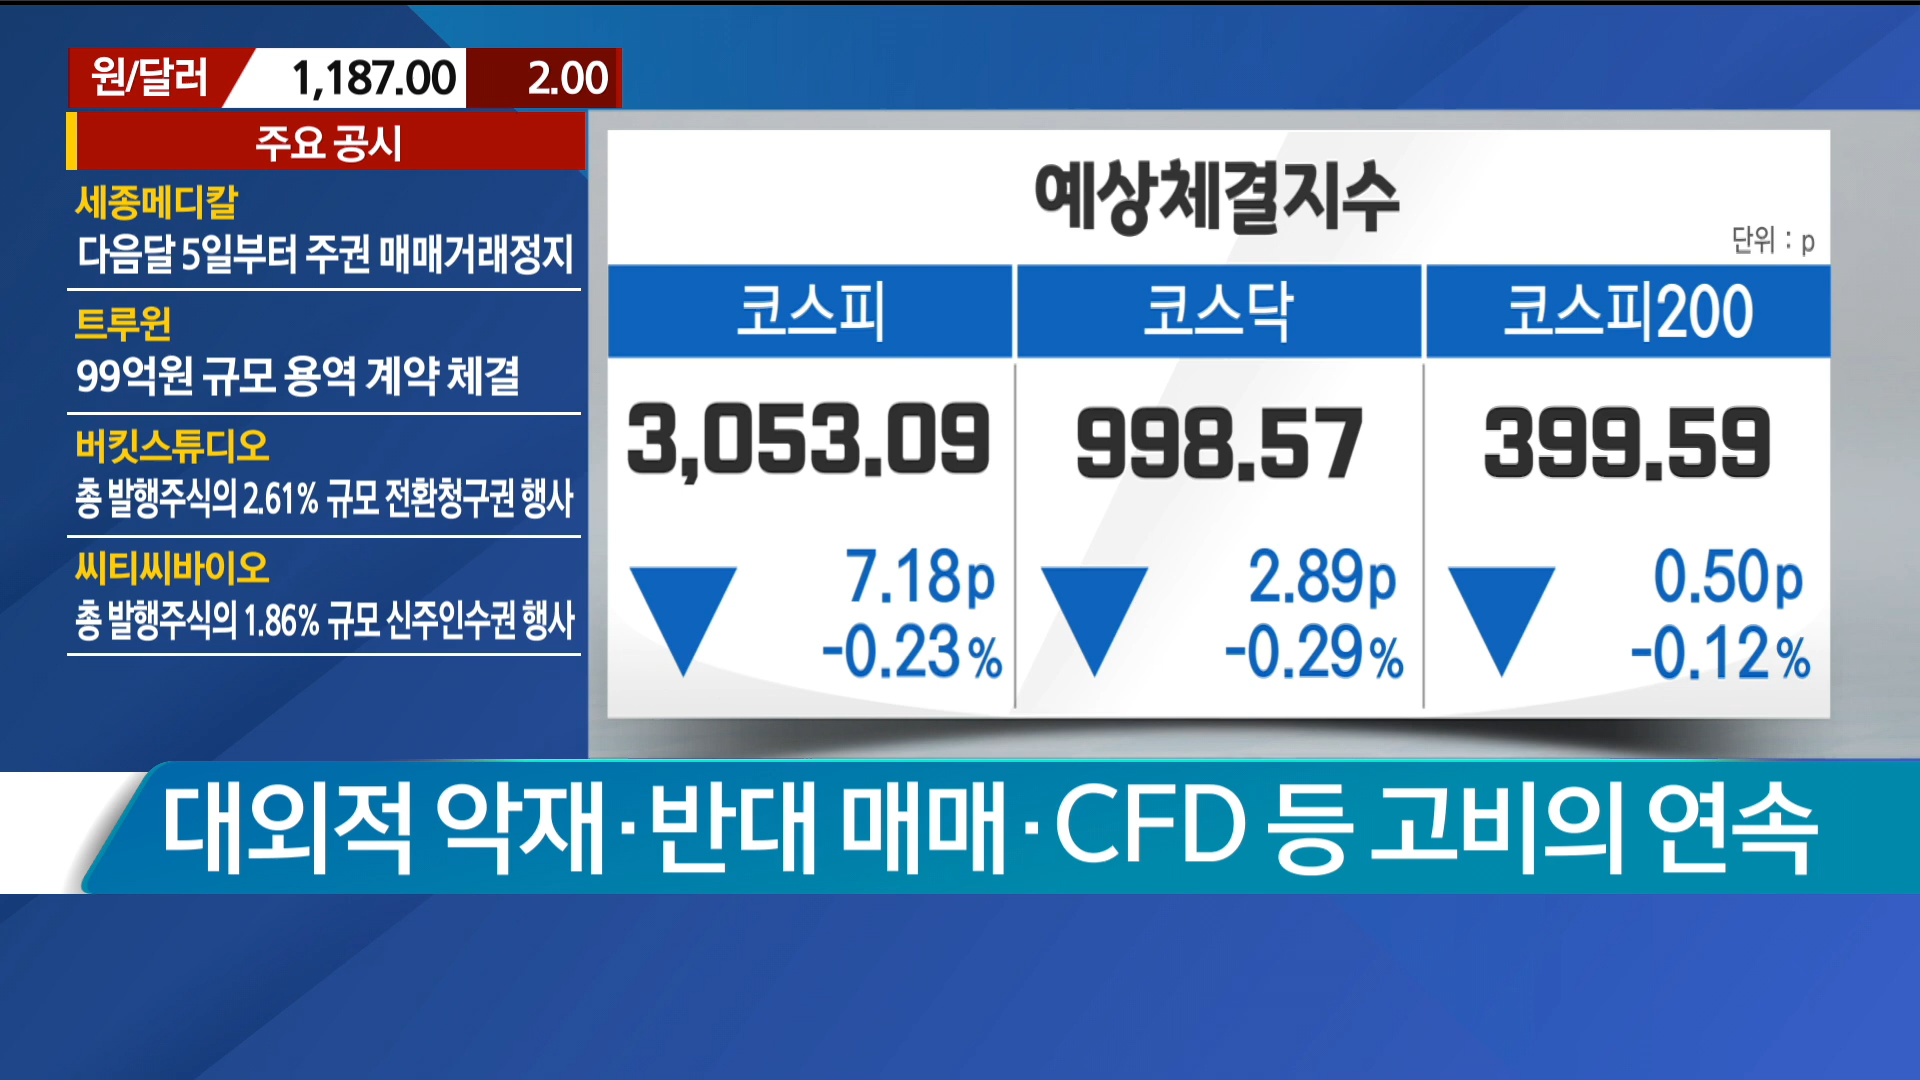 원/달러 1,187.00 2.00
주요 공시
세종메디칼
다음달 5일부터 주권 매매거래정지
트루윈
99억원 규모 용역 계약 체결
버킷스튜디오
총 발행주식의 2.61% 규모 전환청구권 행사
씨티씨바이오
총 발행주식의 1.86% 규모 신주인수권 행사
예상체결지수
단위 : p
코스피 코스닥 코스피200
3,053.09 998.57 399.59
▼ 7.18p ▼ 2.89p ▼ 0.50p
-0.23% -0.29% -0.12%
대외적 악재·반대 매매·CFD 등 고비의 연속